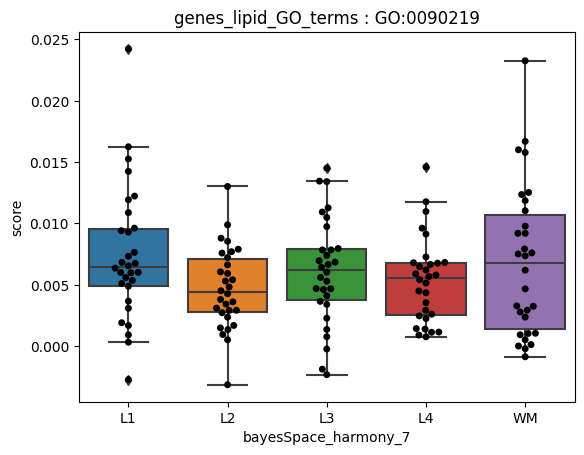 genes_lipid_GO_terms : GO:0090219
0.025
0.020
0.015
0.010
0.005
0.000
score
L1 L2 L3 L4 WM
bayesSpace_harmony_7